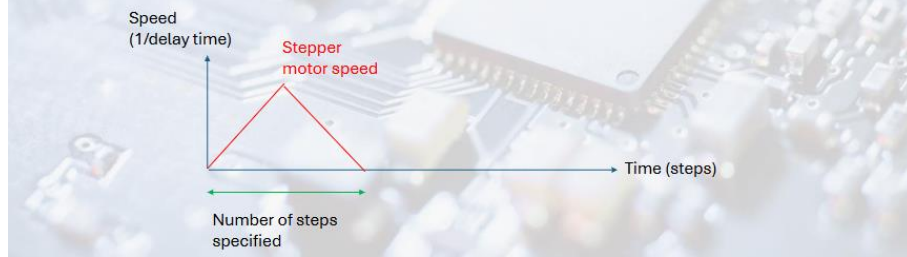 Speed
(1/delay time)
Stepper
motor speed
Time (steps)
Number of steps
specified